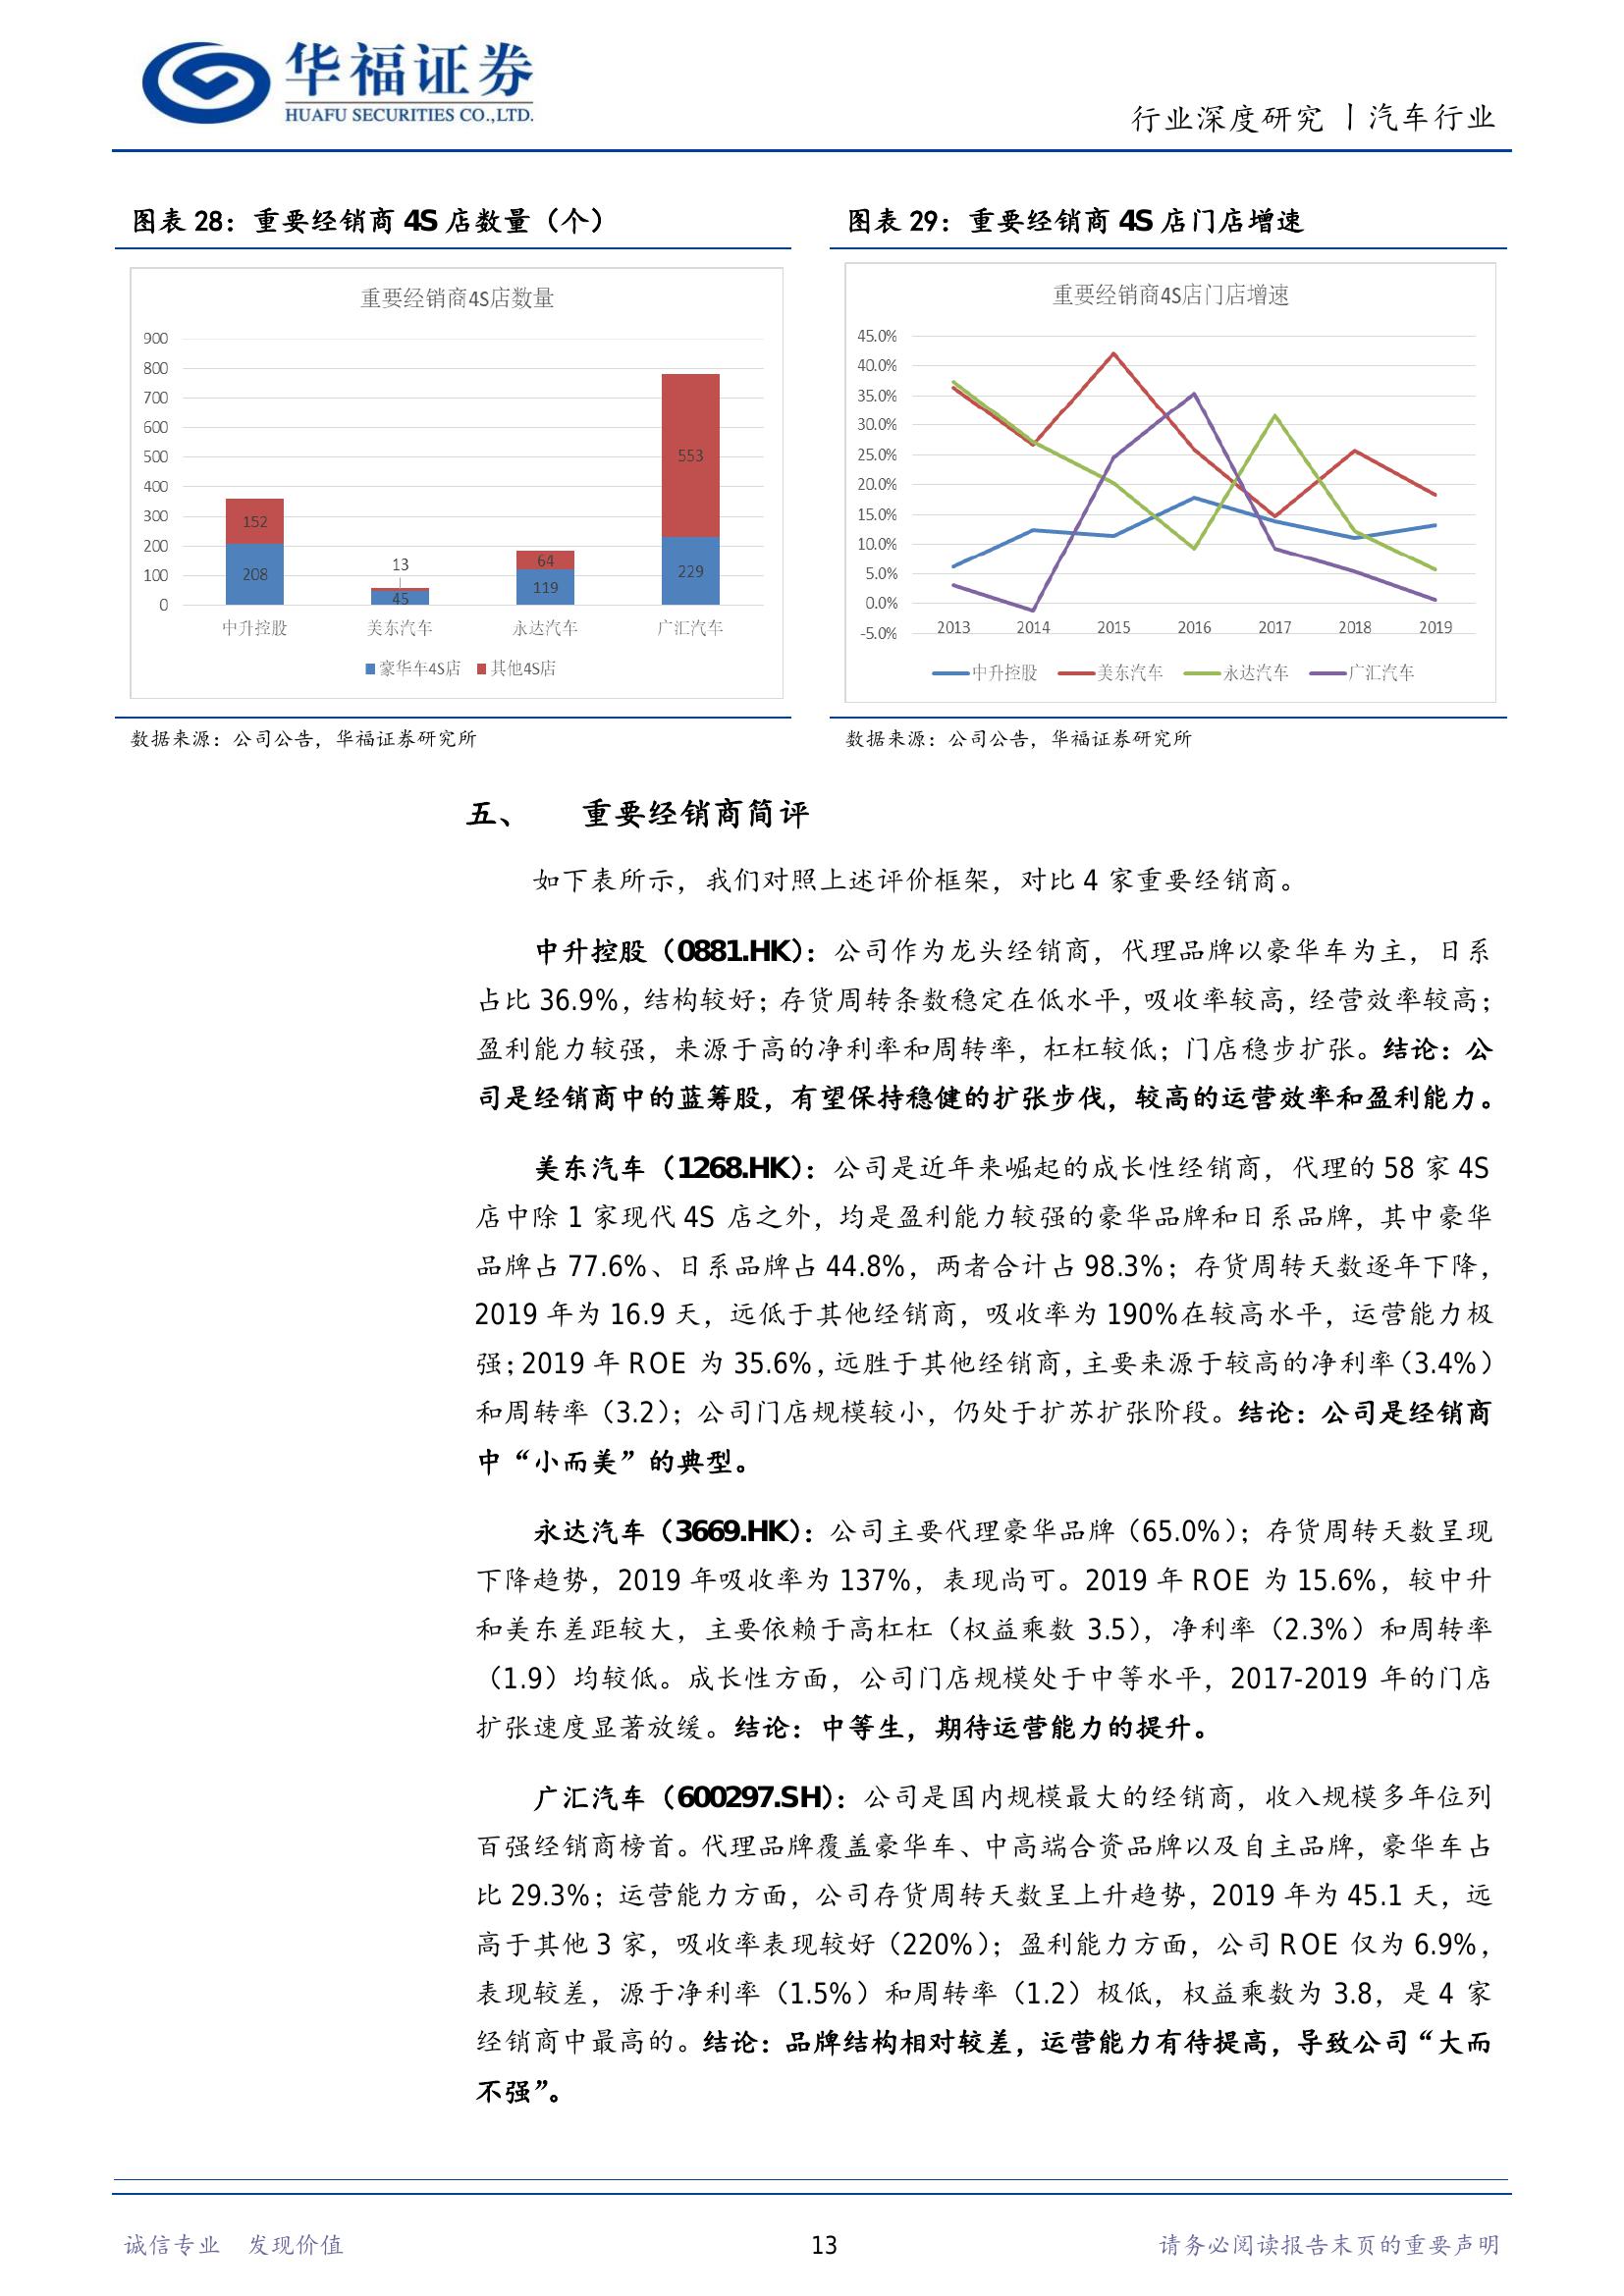 华福证券
HUAFU SECURITIES CO.,LTD.
行业深度研究丨汽车行业
图表 28：重要经销商 4S 店数量（个）
重要经销商4S店数量
900
800
700
600
500
400
300
200
100
0
152
208
13
45
64
119
553
229
中升控股 美东汽车 永达汽车 广汇汽车
豪华车4S店 其他4S店
数据来源：公司公告，华福证券研究所
图表 29：重要经销商 4S 店门店增速
重要经销商4S店门店增速
45.0%
40.0%
35.0%
30.0%
25.0%
20.0%
15.0%
10.0%
5.0%
0.0%
-5.0%
2013 2014 2015 2016 2017 2018 2019
中升控股 美东汽车 永达汽车 广汇汽车
数据来源：公司公告，华福证券研究所
五、 重要经销商简评
如下表所示，我们对照上述评价框架，对比 4 家重要经销商。
中升控股（0881.HK）：公司作为龙头经销商，代理品牌以豪华车为主，日系
占比 36.9%，结构较好；存货周转条数稳定在低水平，吸收率较高，经营效率较高；
盈利能力较强，来源于高的净利率和周转率，杠杠较低；门店稳步扩张。结论：公
司是经销商中的蓝筹股，有望保持稳健的扩张步伐，较高的运营效率和盈利能力。
美东汽车（1268.HK）：公司是近年来崛起的成长性经销商，代理的 58 家 4S
店中除 1 家现代 4S 店之外，均是盈利能力较强的豪华品牌和日系品牌，其中豪华
品牌占 77.6%、日系品牌占 44.8%，两者合计占 98.3%；存货周转天数逐年下降，
2019 年为 16.9 天，远低于其他经销商，吸收率为 190%在较高水平，运营能力极
强；2019 年 ROE 为 35.6%，远胜于其他经销商，主要来源于较高的净利率（3.4%）
和周转率（3.2）；公司门店规模较小，仍处于扩苏扩张阶段。结论：公司是经销商
中“小而美”的典型。
永达汽车（3669.HK）：公司主要代理豪华品牌（65.0%）；存货周转天数呈现
下降趋势，2019 年吸收率为 137%，表现尚可。2019 年 ROE 为 15.6%，较中升
和美东差距较大，主要依赖于高杠杠（权益乘数 3.5），净利率（2.3%）和周转率
（1.9）均较低。成长性方面，公司门店规模处于中等水平，2017-2019 年的门店
扩张速度显著放缓。结论：中等生，期待运营能力的提升。
广汇汽车（600297.SH）：公司是国内规模最大的经销商，收入规模多年位列
百强经销商榜首。代理品牌覆盖豪华车、中高端合资品牌以及自主品牌，豪华车占
比 29.3%；运营能力方面，公司存货周转天数呈上升趋势，2019 年为 45.1 天，远
高于其他 3 家，吸收率表现较好（220%）；盈利能力方面，公司 ROE 仅为 6.9%，
表现较差，源于净利率（1.5%）和周转率（1.2）极低，权益乘数为 3.8，是 4 家
经销商中最高的。结论：品牌结构相对较差，运营能力有待提高，导致公司“大而
不强”。
诚信专业 发现价值
13
请务必阅读报告末页的重要声明